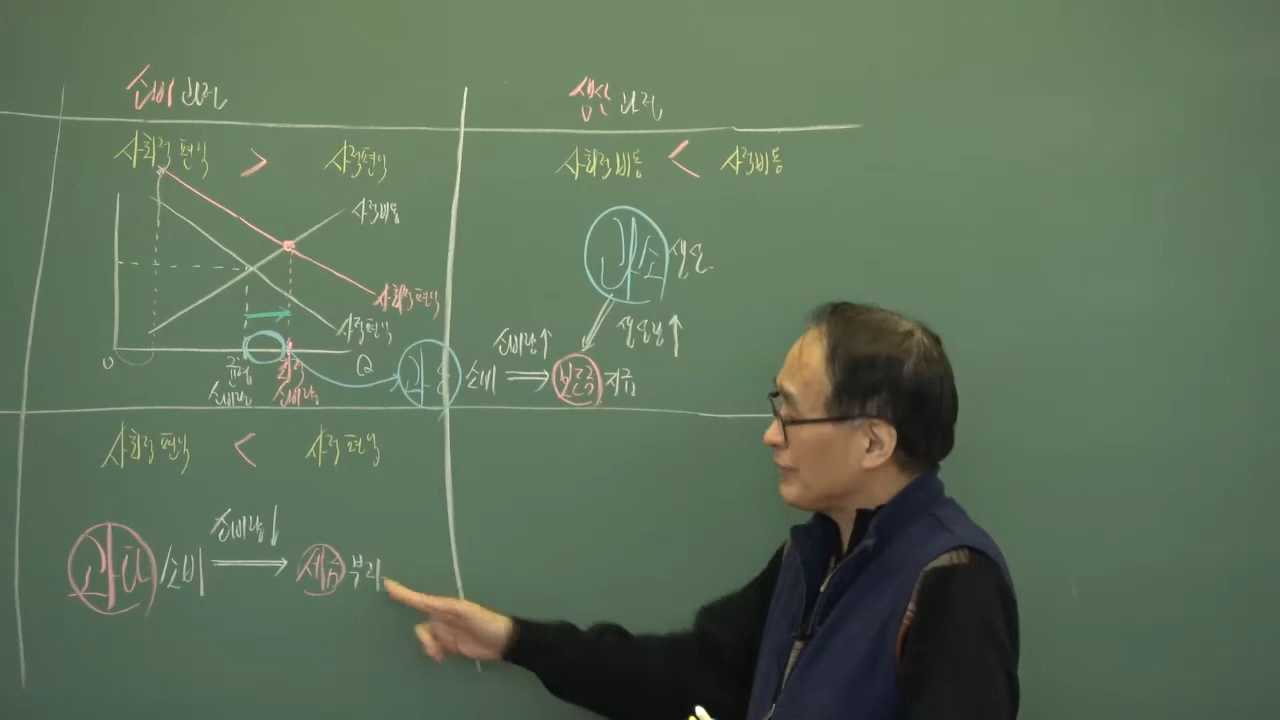 소비 과정
생산 과정
사회적 편익 > 사적편익
사회적비용 < 사적비용
사적비용
과소 생산
사회적편익
사적편익
생산량↑
0
Q
균형
소비량
최적
소비량
과소 소비
소비량↑
보조금 지급
사회적 편익 < 사적 편익
과다 소비
소비량↓
세금 부과